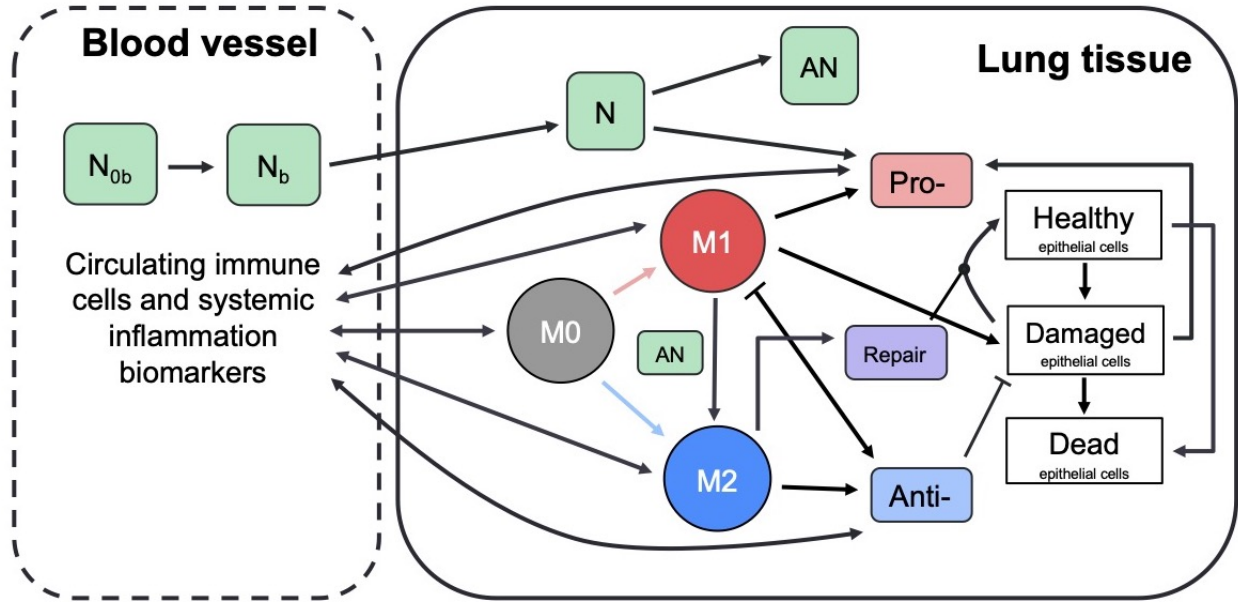 Blood vessel
N0b
Nb
Circulating immune
cells and systemic
inflammation
biomarkers
Lung tissue
N
AN
Pro-
M1
M0
AN
M2
Repair
Anti-
Healthy
epithelial cells
Damaged
epithelial cells
Dead
epithelial cells